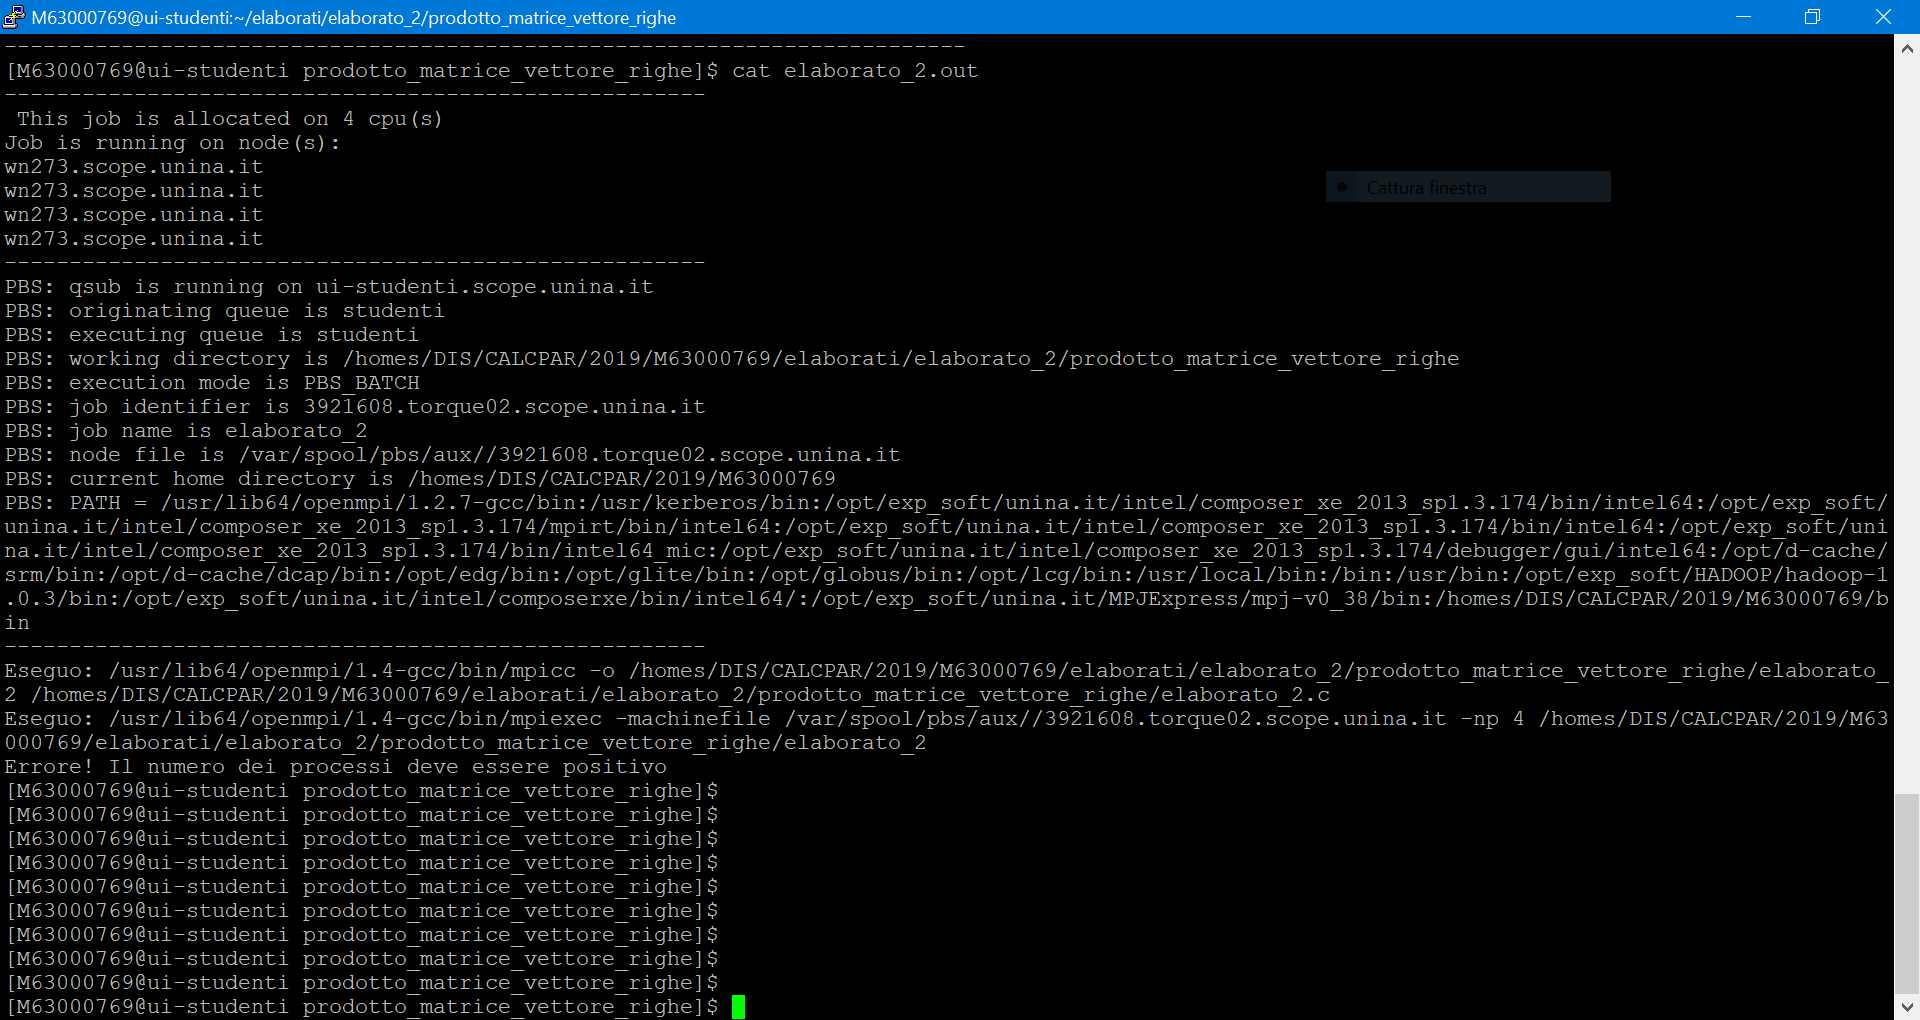 M63000769@ui-studenti:~/elaborati/elaborato_2/prodotto_matrice_vettore_righe
--------------------------------------------------------------------------
[M63000769@ui-studenti prodotto_matrice_vettore_righe]$ cat elaborato_2.out
------------------------------------------------------
 This job is allocated on 4 cpu(s)
Job is running on node(s):
wn273.scope.unina.it
Cattura finestra
wn273.scope.unina.it
wn273.scope.unina.it
wn273.scope.unina.it
------------------------------------------------------
PBS: qsub is running on ui-studenti.scope.unina.it
PBS: originating queue is studenti
PBS: executing queue is studenti
PBS: working directory is /homes/DIS/CALCPAR/2019/M63000769/elaborati/elaborato_2/prodotto_matrice_vettore_righe
PBS: execution mode is PBS_BATCH
PBS: job identifier is 3921608.torque02.scope.unina.it
PBS: job name is elaborato_2
PBS: node file is /var/spool/pbs/aux//3921608.torque02.scope.unina.it
PBS: current home directory is /homes/DIS/CALCPAR/2019/M63000769
PBS: PATH = /usr/lib64/openmpi/1.2.7-gcc/bin:/usr/kerberos/bin:/opt/exp_soft/unina.it/intel/composer_xe_2013_sp1.3.174/bin/intel64:/opt/exp_soft/
unina.it/intel/composer_xe_2013_sp1.3.174/mpirt/bin/intel64:/opt/exp_soft/unina.it/intel/composer_xe_2013_sp1.3.174/bin/intel64:/opt/exp_soft/uni
na.it/intel/composer_xe_2013_sp1.3.174/bin/intel64_mic:/opt/exp_soft/unina.it/intel/composer_xe_2013_sp1.3.174/debugger/gui/intel64:/opt/d-cache/
srm/bin:/opt/d-cache/dcap/bin:/opt/edg/bin:/opt/glite/bin:/opt/globus/bin:/opt/lcg/bin:/usr/local/bin:/bin:/usr/bin:/opt/exp_soft/HADOOP/hadoop-1
.0.3/bin:/opt/exp_soft/unina.it/intel/composerxe/bin/intel64/:/opt/exp_soft/unina.it/MPJExpress/mpj-v0_38/bin:/homes/DIS/CALCPAR/2019/M63000769/b
in
------------------------------------------------------
Eseguo: /usr/lib64/openmpi/1.4-gcc/bin/mpicc -o /homes/DIS/CALCPAR/2019/M63000769/elaborati/elaborato_2/prodotto_matrice_vettore_righe/elaborato_
2 /homes/DIS/CALCPAR/2019/M63000769/elaborati/elaborato_2/prodotto_matrice_vettore_righe/elaborato_2.c
Eseguo: /usr/lib64/openmpi/1.4-gcc/bin/mpiexec -machinefile /var/spool/pbs/aux//3921608.torque02.scope.unina.it -np 4 /homes/DIS/CALCPAR/2019/M63
000769/elaborati/elaborato_2/prodotto_matrice_vettore_righe/elaborato_2
Errore! Il numero dei processi deve essere positivo
[M63000769@ui-studenti prodotto_matrice_vettore_righe]$
[M63000769@ui-studenti prodotto_matrice_vettore_righe]$
[M63000769@ui-studenti prodotto_matrice_vettore_righe]$
[M63000769@ui-studenti prodotto_matrice_vettore_righe]$
[M63000769@ui-studenti prodotto_matrice_vettore_righe]$
[M63000769@ui-studenti prodotto_matrice_vettore_righe]$
[M63000769@ui-studenti prodotto_matrice_vettore_righe]$
[M63000769@ui-studenti prodotto_matrice_vettore_righe]$
[M63000769@ui-studenti prodotto_matrice_vettore_righe]$
[M63000769@ui-studenti prodotto_matrice_vettore_righe]$